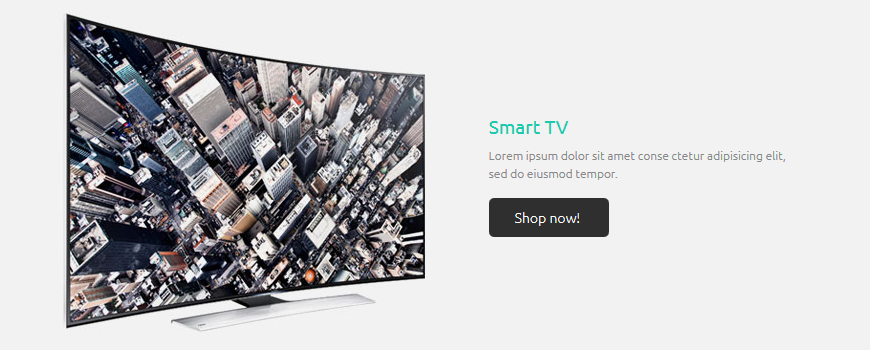 Smart TV
Lorem ipsum dolor sit amet conse ctetur adipisicing elit,
sed do eiusmod tempor.
Shop now!